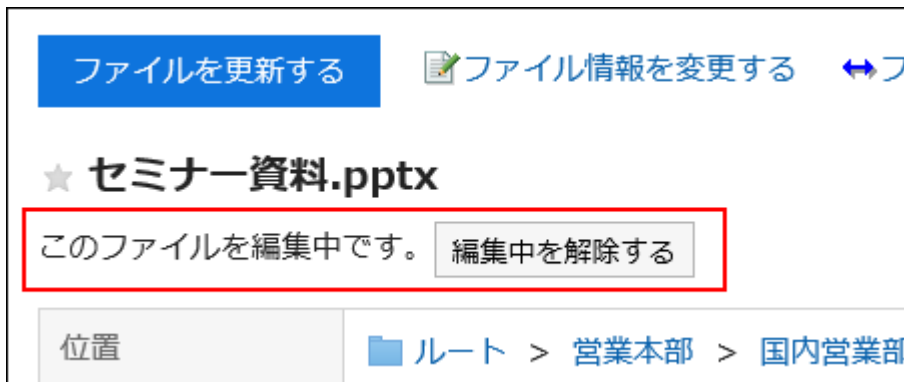 ファイルを更新する ファイル情報を変更する フ
セミナー資料.pptx
このファイルを編集中です。 編集中を解除する
位置 ルート > 営業本部 > 国内営業部